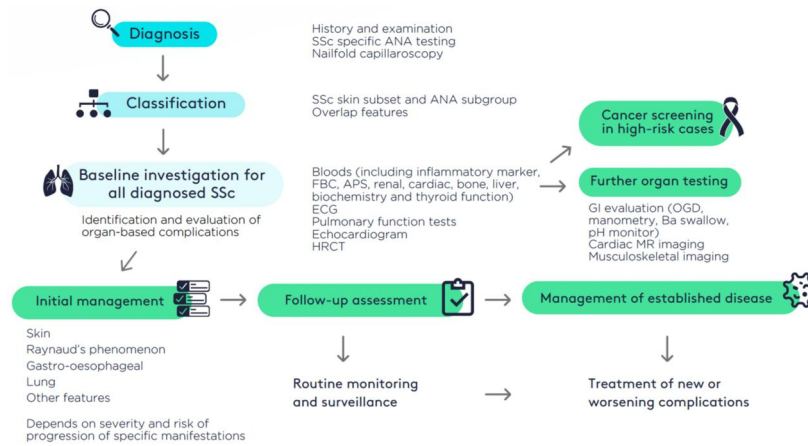 Diagnosis
History and examination
SSc specific ANA testing
Nailfold capillaroscopy
Classification
SSc skin subset and ANA subgroup
Overlap features
Cancer screening
in high-risk cases
Baseline investigation for
all diagnosed SSc
Identification and evaluation of
organ-based complications
Bloods (including inflammatory marker,
FBC, APS, renal, cardiac, bone, liver,
biochemistry and thyroid function)
ECG
Pulmonary function tests
Echocardiogram
HRCT
Further organ testing
GI evaluation (OGD,
manometry, Ba swallow,
pH monitor)
Cardiac MR imaging
Musculoskeletal imaging
Initial management
Skin
Raynaud's phenomenon
Gastro-oesophageal
Lung
Other features
Depends on severity and risk of
progression of specific manifestations
Follow-up assessment
Routine monitoring
and surveillance
Management of established disease
Treatment of new or
worsening complications